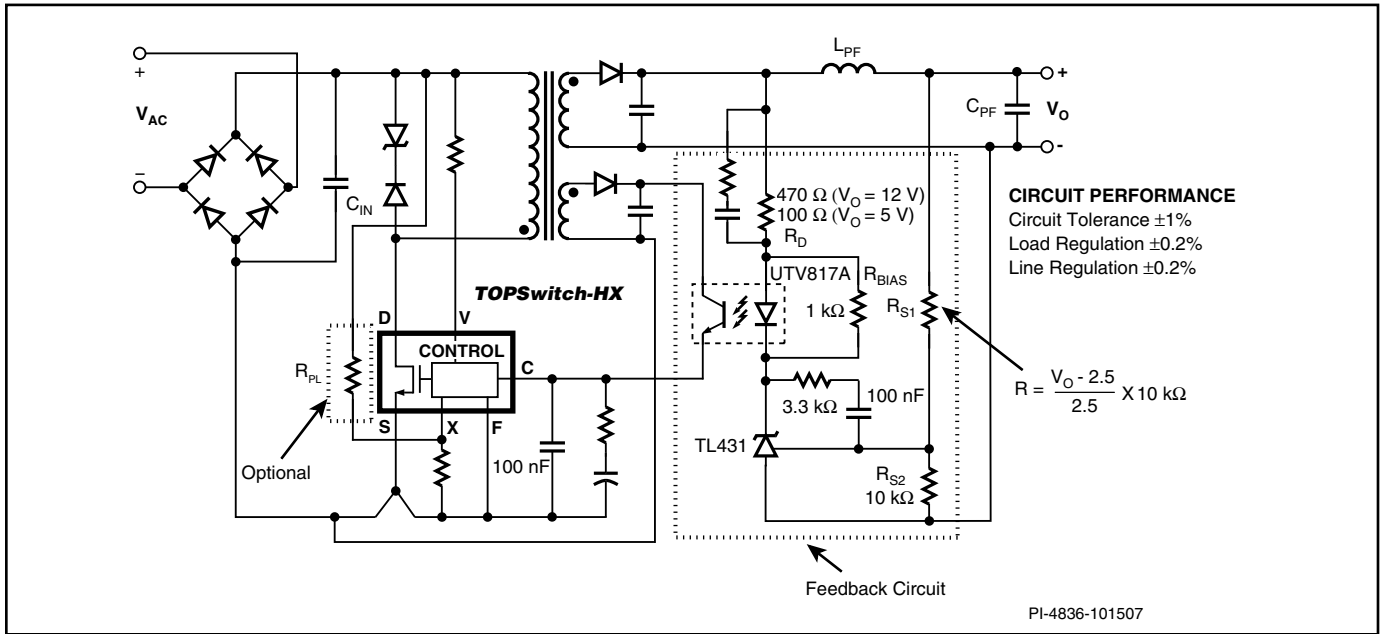 +
V_AC
–
C_IN
L_PF
C_PF
+
V_O
-
470 Ω (V_O = 12 V)
100 Ω (V_O = 5 V)
R_D
CIRCUIT PERFORMANCE
Circuit Tolerance ±1%
Load Regulation ±0.2%
Line Regulation ±0.2%
TOPSwitch-HX
UTV817A
R_BIAS
1 kΩ
R_S1
D
V
CONTROL
C
R_PL
S
X
F
Optional
100 nF
3.3 kΩ
100 nF
TL431
R_S2
10 kΩ
R = (V_O - 2.5) / 2.5 X 10 kΩ
Feedback Circuit
PI-4836-101507